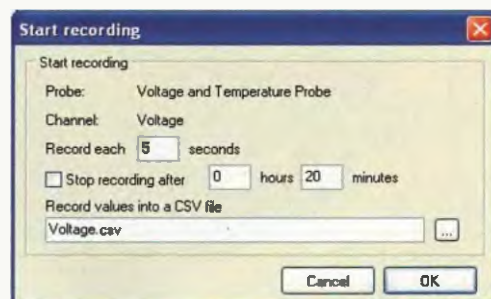 Start recording
Start recording
Probe: Voltage and Temperature Probe
Channel: Voltage
Record each 5 seconds
Stop recording after 0 hours 20 minutes
Record values into a CSV file
Voltage.csv ...
Cancel OK